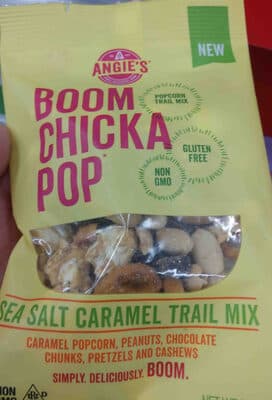 ANGIE'S
NEW
BOOM
CHICKA
POP
POPCORN
TRAIL MIX
GLUTEN
FREE
NON
GMO
SEA SALT CARAMEL TRAIL MIX
CARAMEL POPCORN, PEANUTS, CHOCOLATE
CHUNKS, PRETZELS AND CASHEWS
SIMPLY. DELICIOUSLY. BOOM.